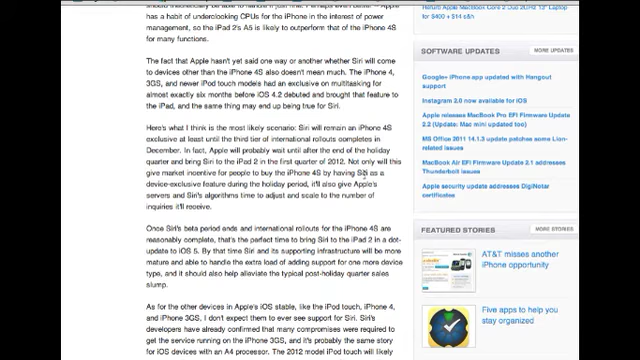 has a habit of underclocking CPUs for the iPhone in the interest of power
management, so the iPad 2's A5 is likely to outperform that of the iPhone 4S
for many functions.
The fact that Apple hasn't yet said one way or another whether Siri will come
to devices other than the iPhone 4S also doesn't mean much. The iPhone 4,
3GS, and newer iPod touch models had an exclusive on multitasking for
almost exactly six months before iOS 4.2 debuted and brought that feature to
the iPad, and the same thing may end up being true for Siri.
Here's what I think is the most likely scenario: Siri will remain an iPhone 4S
exclusive at least until the third tier of international rollouts completes in
December. In fact, Apple will probably wait until after the end of the holiday
quarter and bring Siri to the iPad 2 in the first quarter of 2012. Not only will this
give market incentive for people to buy the iPhone 4S by having Siri as a
device-exclusive feature during the holiday period, it'll also give Apple's
servers and Siri's algorithms time to adjust and scale to the number of
inquiries it'll receive.
Once Siri's beta period ends and international rollouts for the iPhone 4S are
reasonably complete, that's the perfect time to bring Siri to the iPad 2 in a dot-
update to iOS 5. By that time Siri and its supporting infrastructure will be more
mature and able to handle the extra load of adding support for one more device
type, and it should also help alleviate the typical post-holiday quarter sales
slump.
As for the other devices in Apple's iOS stable, like the iPod touch, iPhone 4,
and iPhone 3GS, I don't expect them to ever see support for Siri. Siri's
developers have already confirmed that many compromises were required to
get the service running on the iPhone 3GS, and it's probably the same story
for iOS devices with an A4 processor. The 2012 model iPod touch will likely
for $400 + $14 s&h
SOFTWARE UPDATES
MORE UPDATES
Google+ iPhone app updated with Hangout
support
Instagram 2.0 now available for iOS
Apple releases MacBook Pro EFI Firmware Update
2.2 (Update: Mac mini updated too)
MS Office 2011 14.1.3 update patches some Lion-
related issues
MacBook Air EFI Firmware Update 2.1 addresses
Thunderbolt issues
Apple security update addresses DigiNotar
certificates
FEATURED STORIES
MORE STORIES
AT&T misses another
iPhone opportunity
Five apps to help you
stay organized